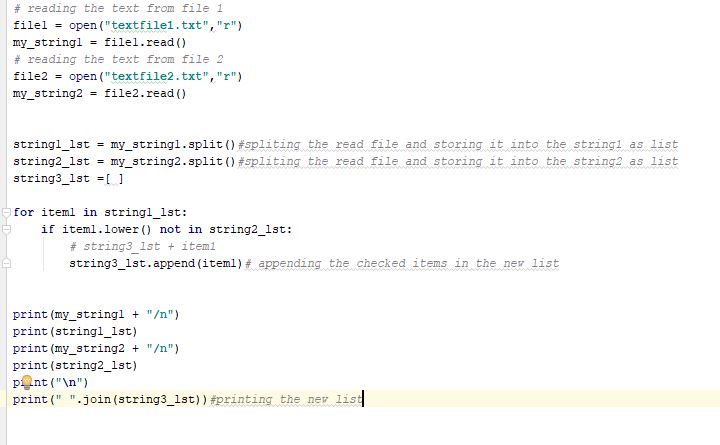 # reading the text from file 1
file1 = open("textfile1.txt","r")
my_string1 = file1.read()
# reading the text from file 2
file2 = open("textfile2.txt","r")
my_string2 = file2.read()
string1_lst = my_string1.split()#spliting the read file and storing it into the string1 as list
string2_lst = my_string2.split()#spliting the read file and storing it into the string2 as list
string3_lst =[ ]
for item1 in string1_lst:
    if item1.lower() not in string2_lst:
        # string3_lst + item1
        string3_lst.append(item1)# appending the checked items in the new list
print(my_string1 + "/n")
print(string1_lst)
print(my_string2 + "/n")
print(string2_lst)
print("\n")
print(" ".join(string3_lst))#printing the new list